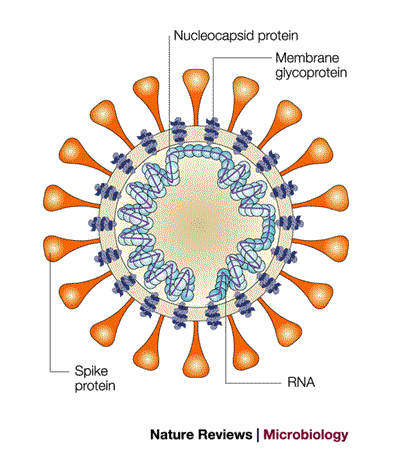 Nucleocapsid protein
Membrane
glycoprotein
Spike
protein
RNA
Nature Reviews | Microbiology